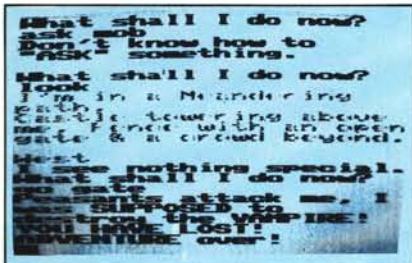 What shall I do now?
ask mob
Don't know how to
"ASK" something.
What shall I do now?
look
I'm in a Meandering
path
Castle towering above
me, Fence with an open
gate & a crowd beyond.
West
I see nothing special.
What shall I do now?
go gate
Peasants attack me, I
was SUPPOSED to
destroy the VAMPIRE!
YOU HAVE LOST!
ADVENTURE over!